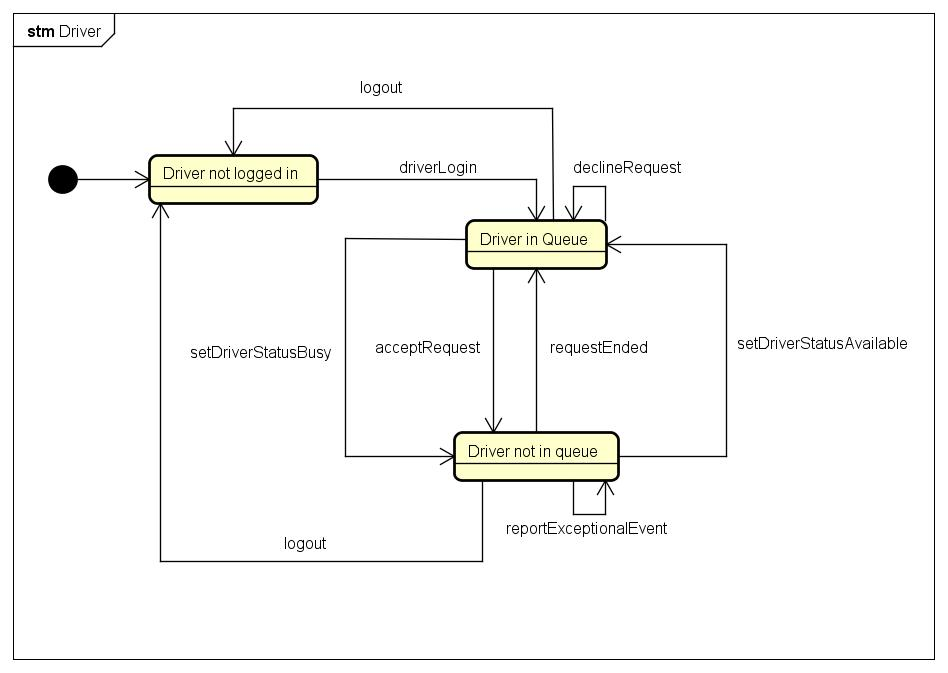 stm Driver
logout
Driver not logged in
driverLogin
declineRequest
Driver in Queue
setDriverStatusBusy
acceptRequest
requestEnded
setDriverStatusAvailable
Driver not in queue
reportExceptionalEvent
logout